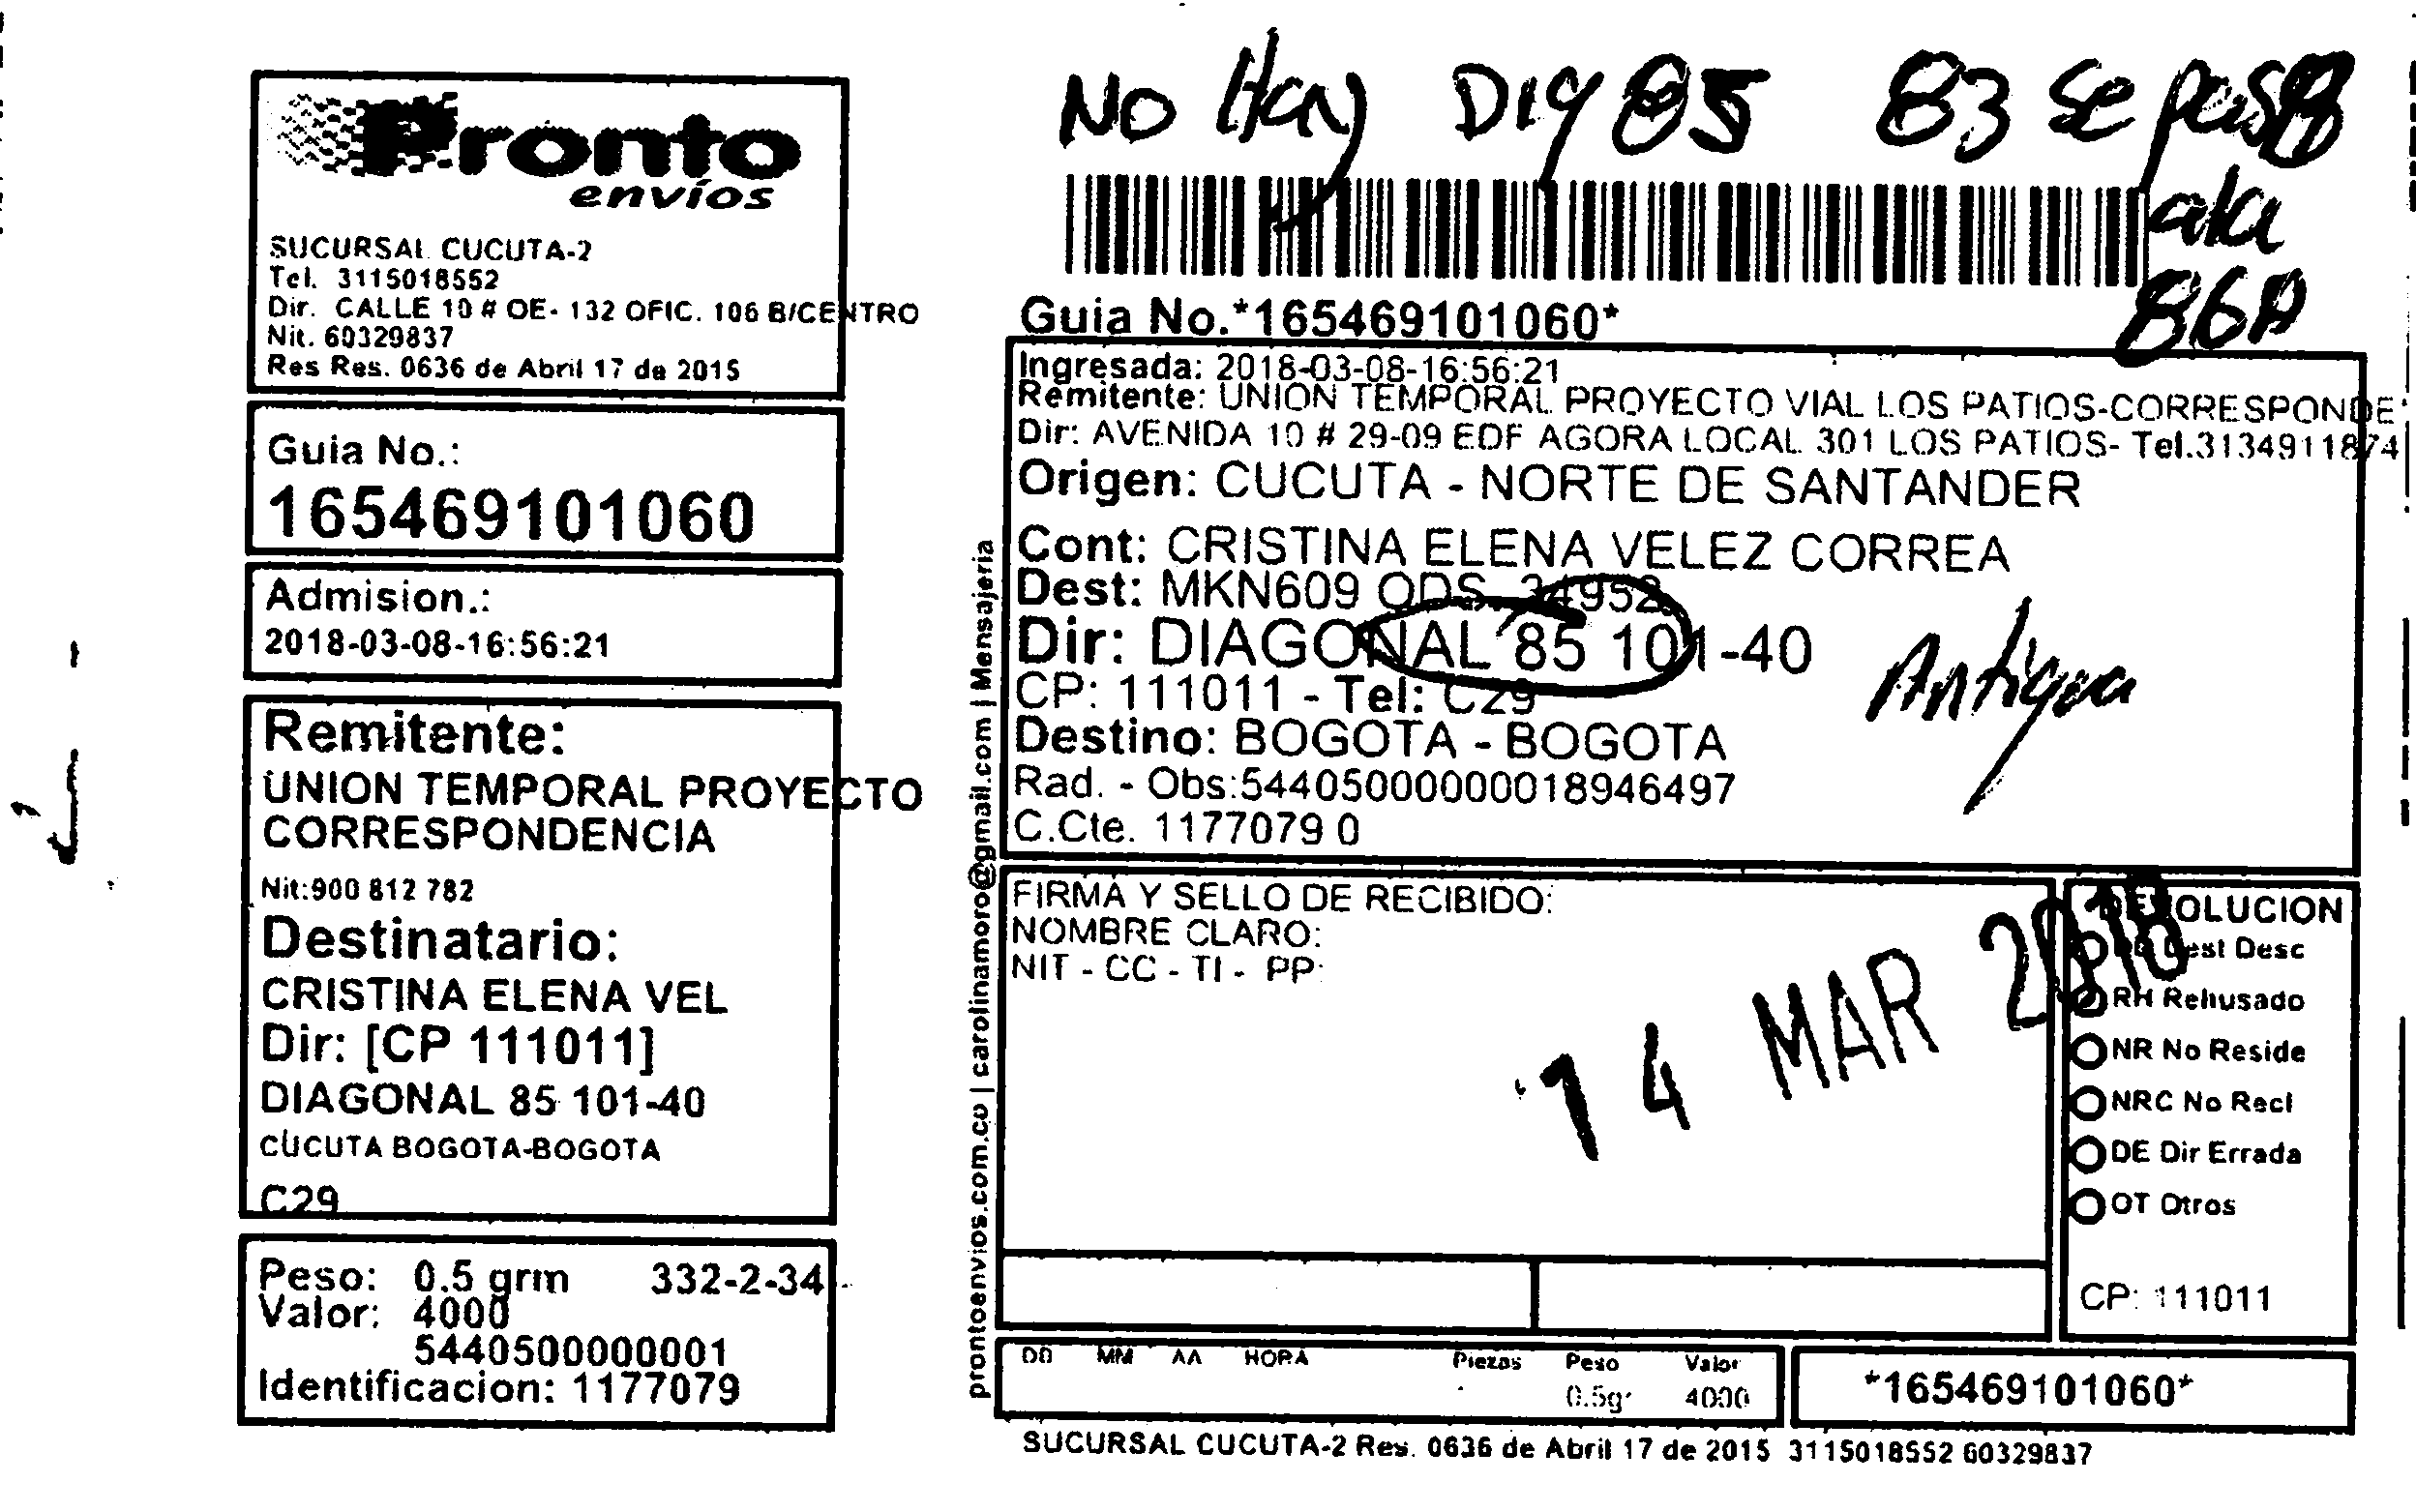 Pronto
envíos
SUCURSAL CUCUTA-2
Tel. 3115018552
Dir. CALLE 10 # OE- 132 OFIC. 106 B/CENTRO
Nit. 60329837
Res Res. 0636 de Abril 17 de 2015
Guia No.:
165469101060
Admision.:
2018-03-08-16:56:21
Remitente:
UNION TEMPORAL PROYECTO
CORRESPONDENCIA
Nit:900 812 782
Destinatario:
CRISTINA ELENA VEL
Dir: [CP 111011]
DIAGONAL 85 101-40
CUCUTA BOGOTA-BOGOTA
C29
Peso: 0.5 grm 332-2-34
Valor: 4000
5440500000001
Identificacion: 1177079
prontoenvios.com.co | carolinamoro@gmail.com | Mensajeria
No Hay Dig 85 83 se pasa
ala
86A
Guia No.*165469101060*
Ingresada: 2018-03-08-16:56:21
Remitente: UNION TEMPORAL PROYECTO VIAL LOS PATIOS-CORRESPONDE
Dir: AVENIDA 10 # 29-09 EDF AGORA LOCAL 301 LOS PATIOS- Tel.3134911874
Origen: CUCUTA - NORTE DE SANTANDER
Cont: CRISTINA ELENA VELEZ CORREA
Dest: MKN609 ODS. 34952
Dir: DIAGONAL 85 101-40
Antigua
CP: 111011 - Tel: C29
Destino: BOGOTA - BOGOTA
Rad. - Obs:544050000000018946497
C.Cte. 1177079 0
FIRMA Y SELLO DE RECIBIDO:
NOMBRE CLARO:
NIT - CC - TI - PP:
14 MAR 2018
DEVOLUCION
Dest Desc
RH Rehusado
NR No Reside
NRC No Recl
DE Dir Errada
OT Otros
CP: 111011
DD MM AA HORA Piezas Peso Valor
0.5gr 4000
*165469101060*
SUCURSAL CUCUTA-2 Res. 0636 de Abril 17 de 2015 3115018552 60329837